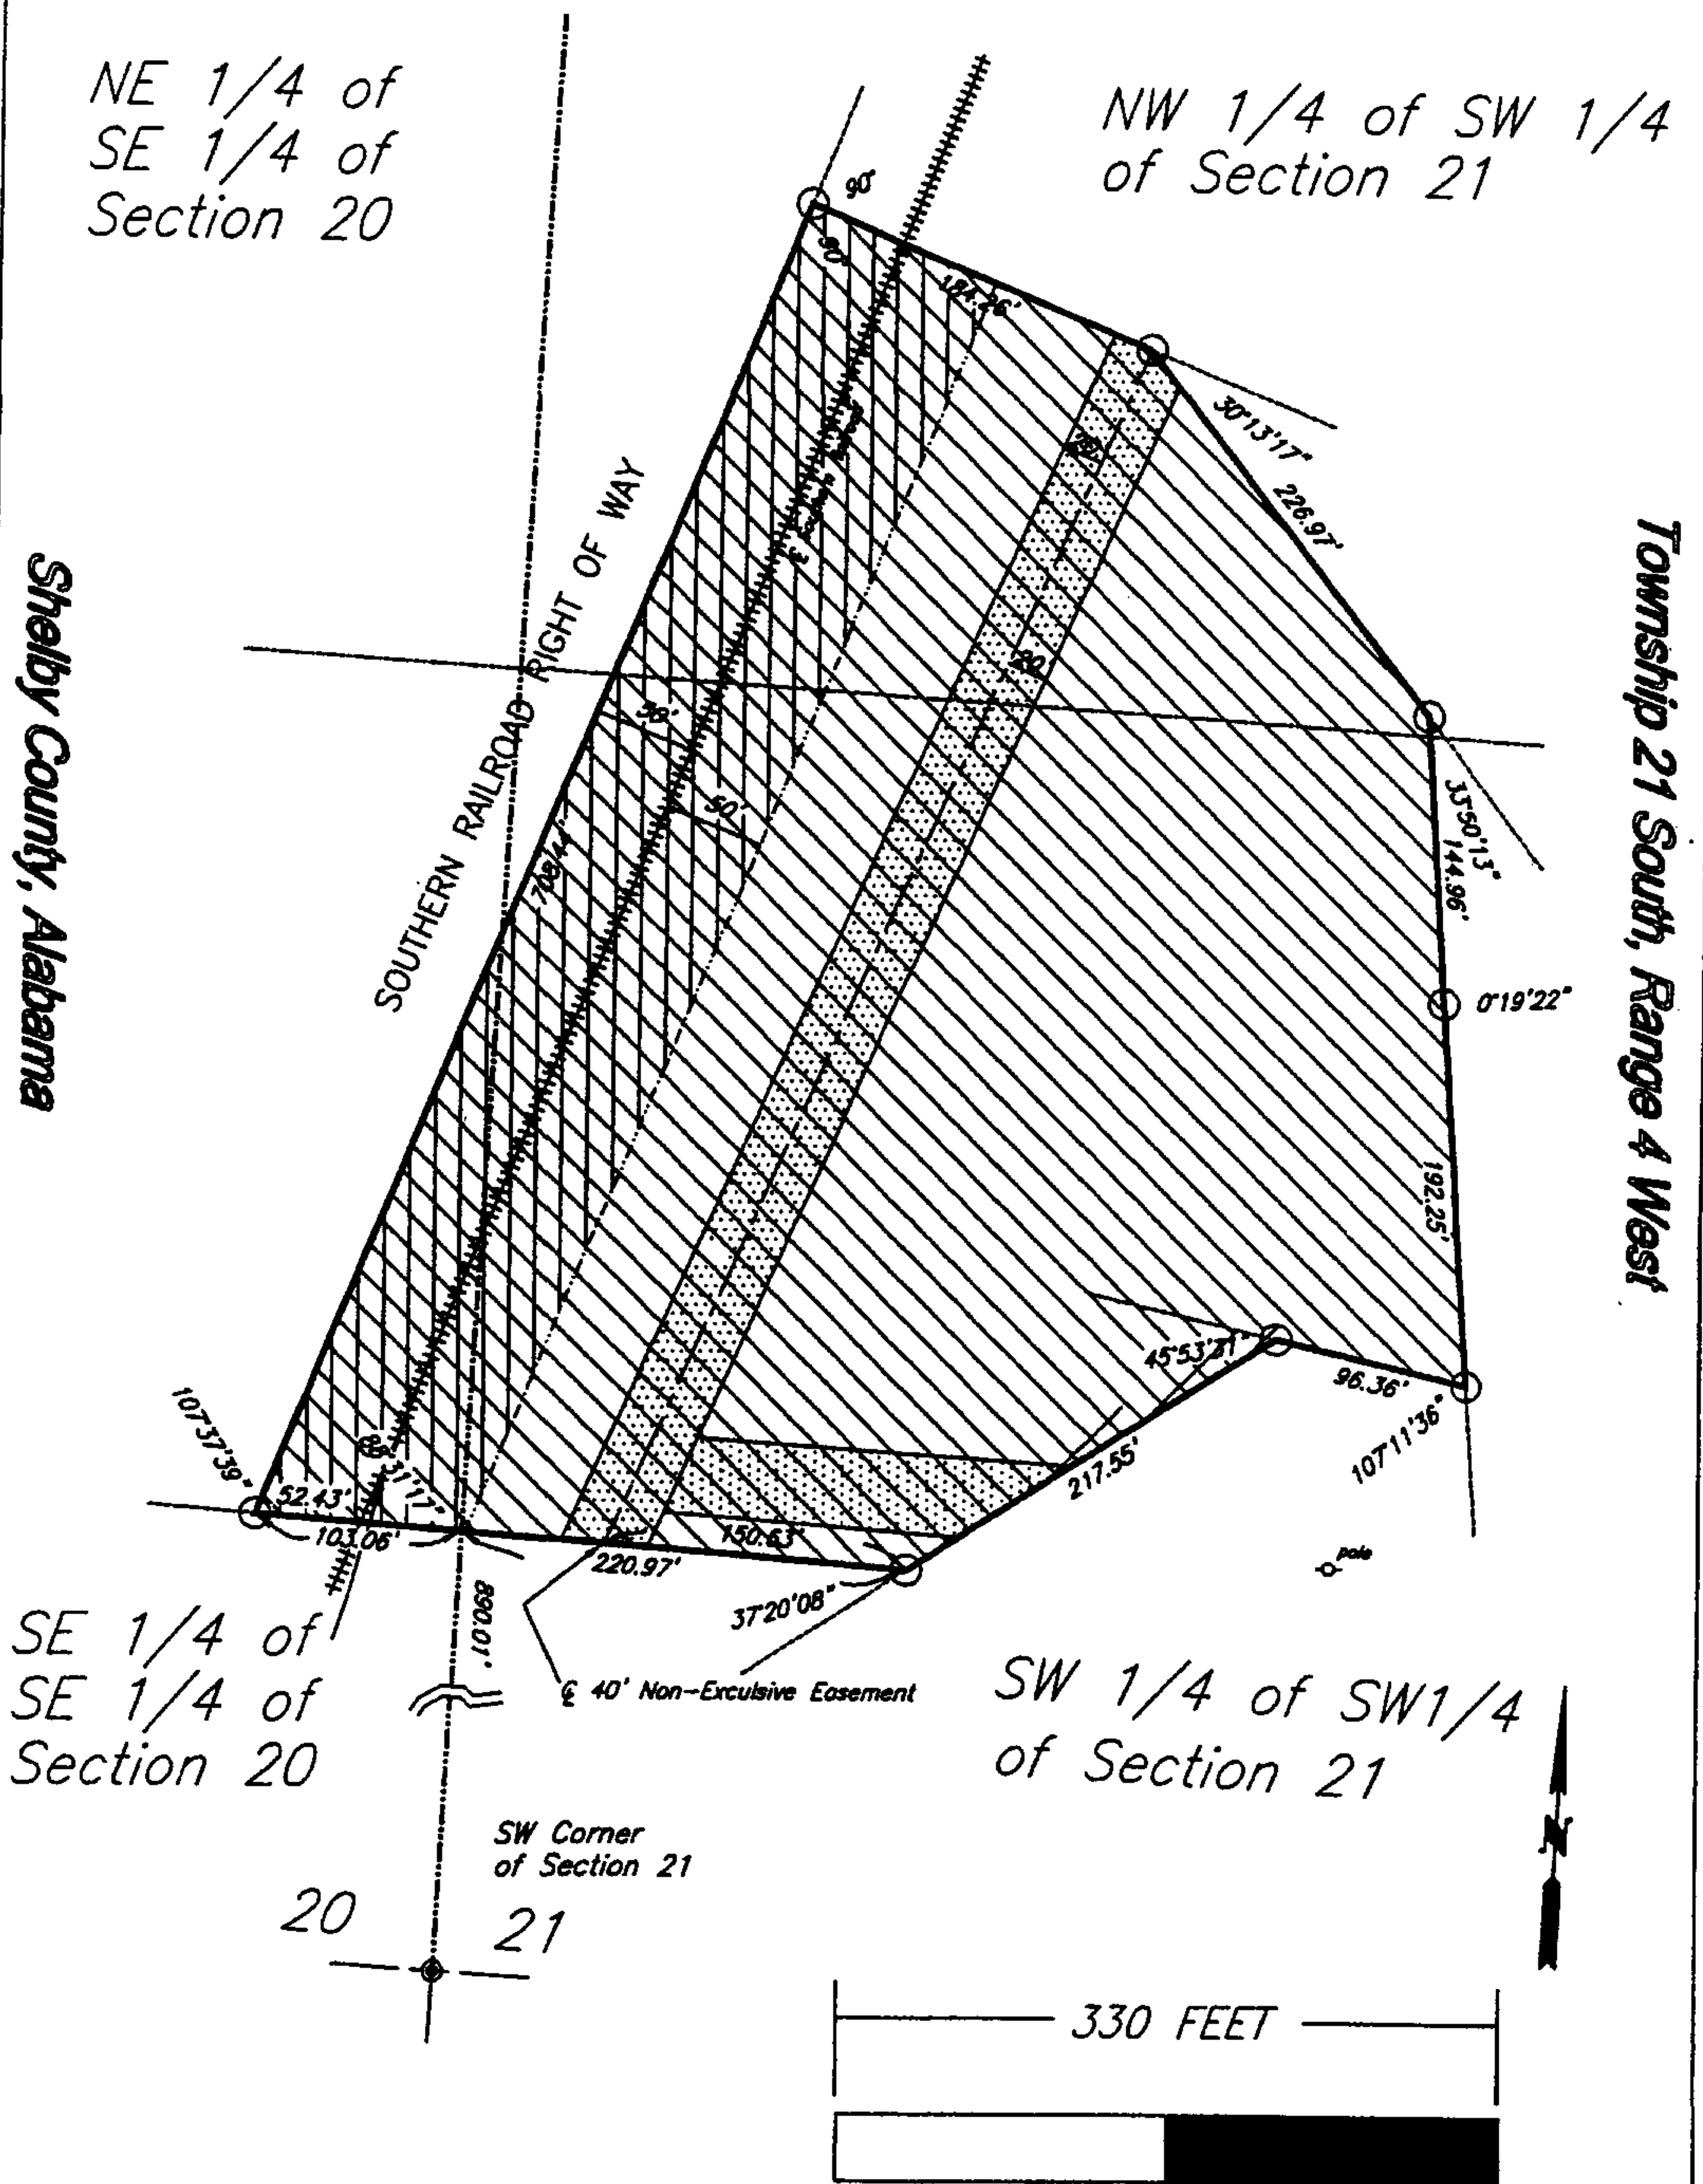 NE 1/4 of
SE 1/4 of
Section 20
NW 1/4 of SW 1/4
of Section 21
90°
90°
184.26'
30°13'17"
226.97'
SOUTHERN RAILROAD RIGHT OF WAY
Shelby County, Alabama
Township 21 South, Range 4 West
20'
50'
33°50'13"
144.96'
0°19'22"
192.25'
45°53'31"
96.36'
107°11'36"
217.55'
107°37'39"
52.43'
103.06'
150.63'
220.97'
37°20'08"
pole
890.01'
℄ 40' Non-Exculsive Easement
SE 1/4 of
SE 1/4 of
Section 20
SW 1/4 of SW1/4
of Section 21
SW Corner
of Section 21
20
21
N
330 FEET